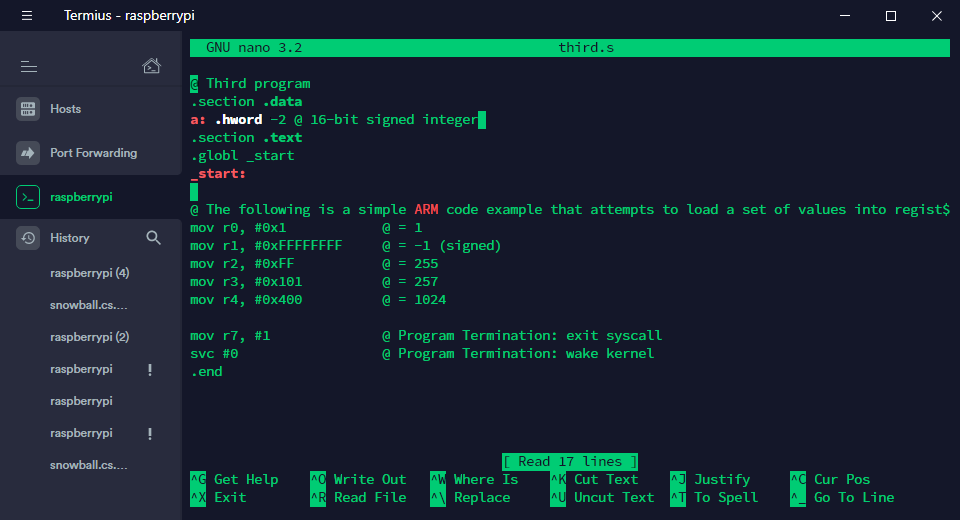 Termius - raspberrypi
Hosts
Port Forwarding
raspberrypi
History
raspberrypi (4)
snowball.cs....
raspberrypi (2)
raspberrypi !
raspberrypi
raspberrypi !
snowball.cs....
GNU nano 3.2 third.s
@ Third program
.section .data
a: .hword -2 @ 16-bit signed integer
.section .text
.globl _start
_start:
@ The following is a simple ARM code example that attempts to load a set of values into regist$
mov r0, #0x1 @ = 1
mov r1, #0xFFFFFFFF @ = -1 (signed)
mov r2, #0xFF @ = 255
mov r3, #0x101 @ = 257
mov r4, #0x400 @ = 1024
mov r7, #1 @ Program Termination: exit syscall
svc #0 @ Program Termination: wake kernel
.end
[ Read 17 lines ]
^G Get Help ^O Write Out ^W Where Is ^K Cut Text ^J Justify ^C Cur Pos
^X Exit ^R Read File ^\ Replace ^U Uncut Text ^T To Spell ^_ Go To Line